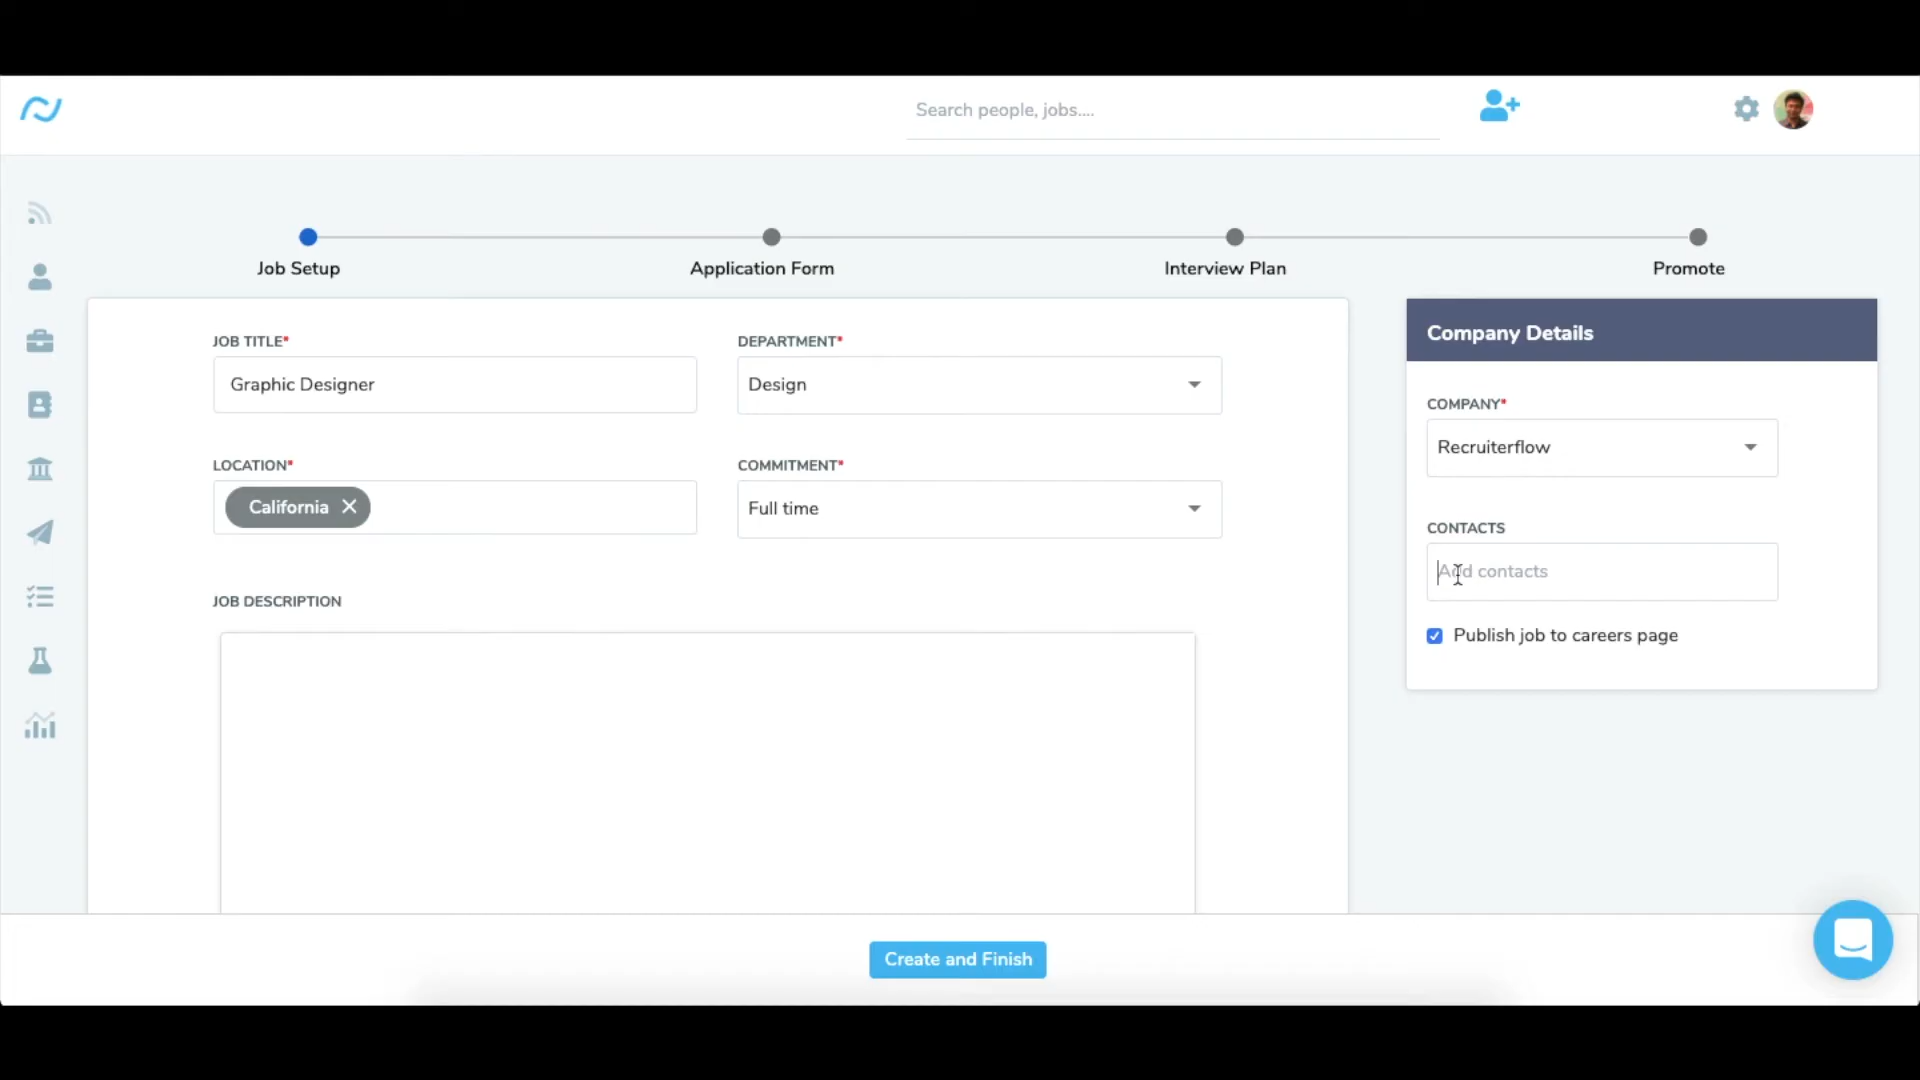 Search people, jobs....
Job Setup
Application Form
Interview Plan
Promote
JOB TITLE*
Graphic Designer
DEPARTMENT*
Design
LOCATION*
California
COMMITMENT*
Full time
JOB DESCRIPTION
Company Details
COMPANY*
Recruiterflow
CONTACTS
Add contacts
Publish job to careers page
Create and Finish